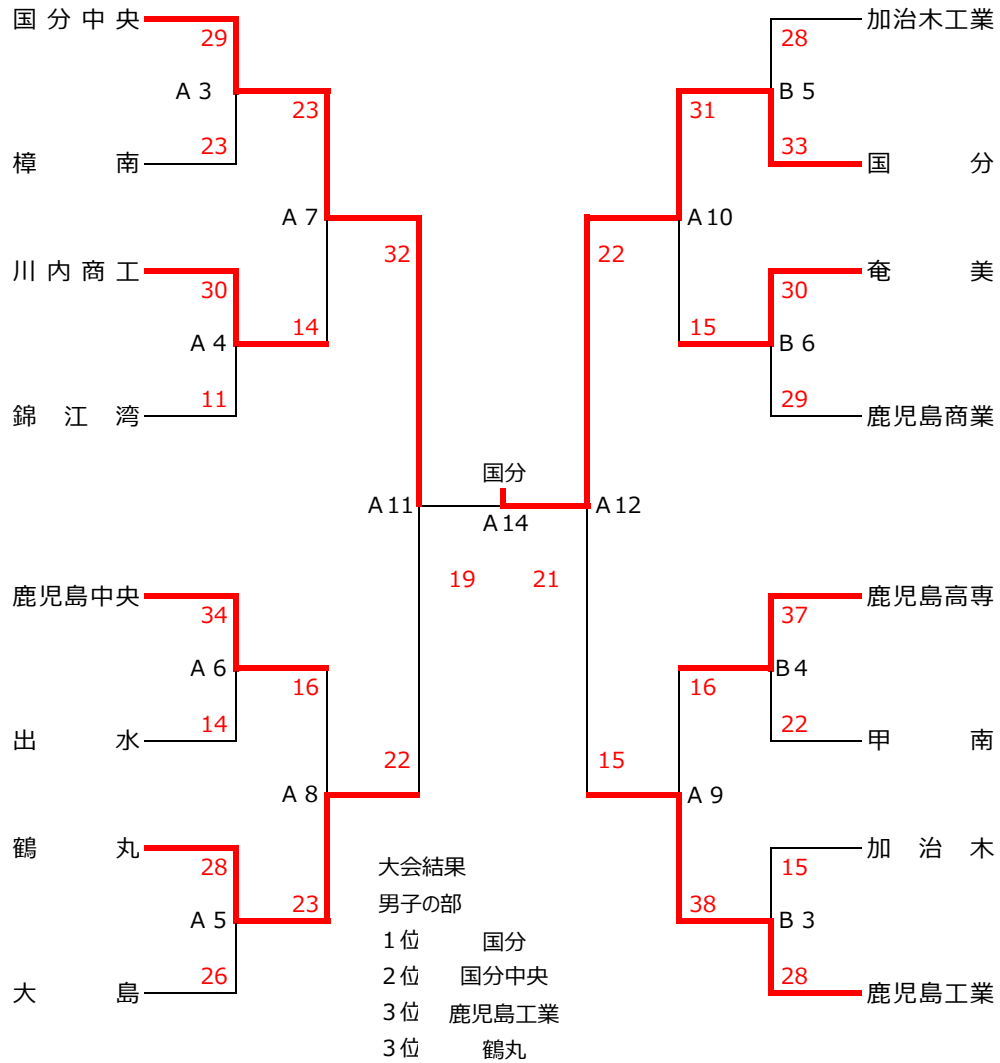 国分中央 加治木工業
29 28
A 3 B 5
23 31
23 33
樟南 国分
A 7 A10
32 22
川内商工 奄美
30 30
14 15
A 4 B 6
11 29
錦江湾 鹿児島商業
国分
A11 A12
A14
19 21
鹿児島中央 鹿児島高専
34 37
A 6 B4
16 16
14 22
出水 甲南
22 15
A 8 A 9
鶴丸 加治木
28 15
大会結果
23 男子の部 38
A 5 B 3
1位 国分
26 2位 国分中央 28
大島 鹿児島工業
3位 鹿児島工業
3位 鶴丸